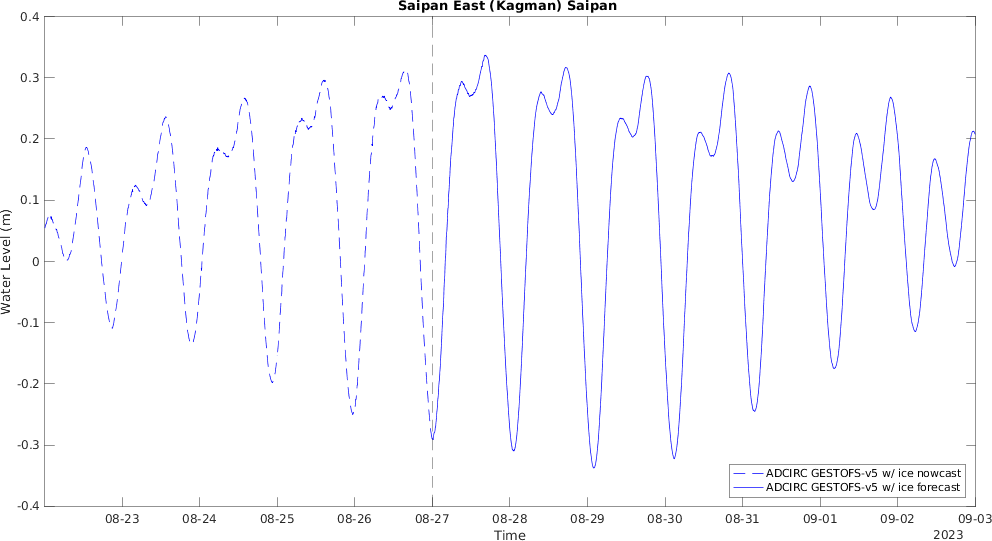 Saipan East (Kagman) Saipan
Water Level (m)
0.4
0.3
0.2
0.1
0
-0.1
-0.2
-0.3
-0.4
ADCIRC GESTOFS-v5 w/ ice nowcast
ADCIRC GESTOFS-v5 w/ ice forecast
08-23 08-24 08-25 08-26 08-27 08-28 08-29 08-30 08-31 09-01 09-02 09-03
Time
2023